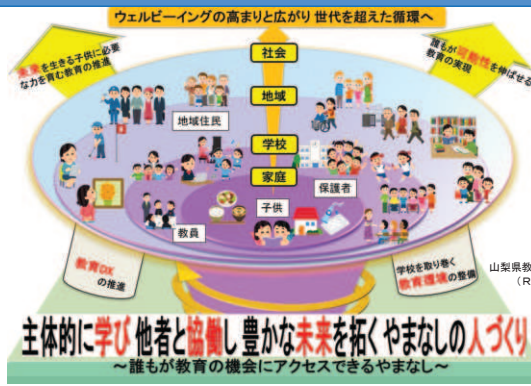 ウェルビーイングの高まりと広がり 世代を超えた循環へ
未来を生きる子供に必要
な力を育む教育の推進
誰もが可能性を伸ばせる
教育の実現
社会
地域
地域住民
学校
家庭
保護者
子供
教員
教育DX
の推進
学校を取り巻く
教育環境の整備
山梨県教
(R
主体的に学び 他者と協働し 豊かな未来を拓く やまなしの人づくり
~誰もが教育の機会にアクセスできるやまなし~